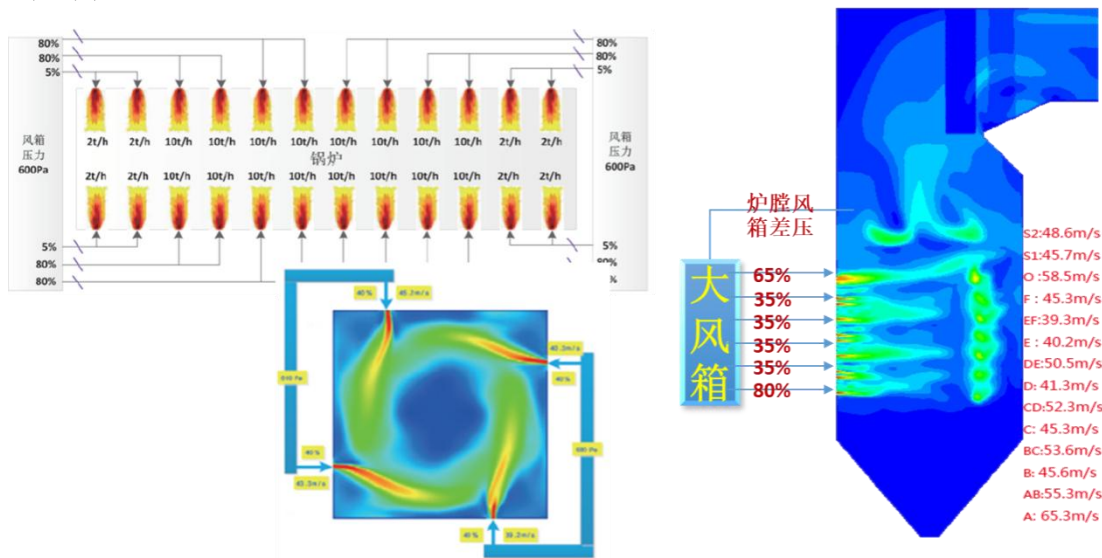 80%
80%
5%
80%
80%
5%
2t/h 2t/h 10t/h 10t/h 10t/h 10t/h 10t/h 10t/h 10t/h 10t/h 2t/h 2t/h
风箱
压力
600Pa
锅炉
风箱
压力
600Pa
2t/h 2t/h 10t/h 10t/h 10t/h 10t/h 10t/h 10t/h 10t/h 10t/h 2t/h 2t/h
5%
80%
80%
5%
80%
40%
40%
40%
40%
炉膛风
箱差压
大
风
箱
65%
35%
35%
35%
35%
80%
S2:48.6m/s
S1:45.7m/s
O :58.5m/s
F : 45.3m/s
EF:39.3m/s
E : 40.2m/s
DE:50.5m/s
D: 41.3m/s
CD:52.3m/s
C: 45.3m/s
BC:53.6m/s
B: 45.6m/s
AB:55.3m/s
A: 65.3m/s